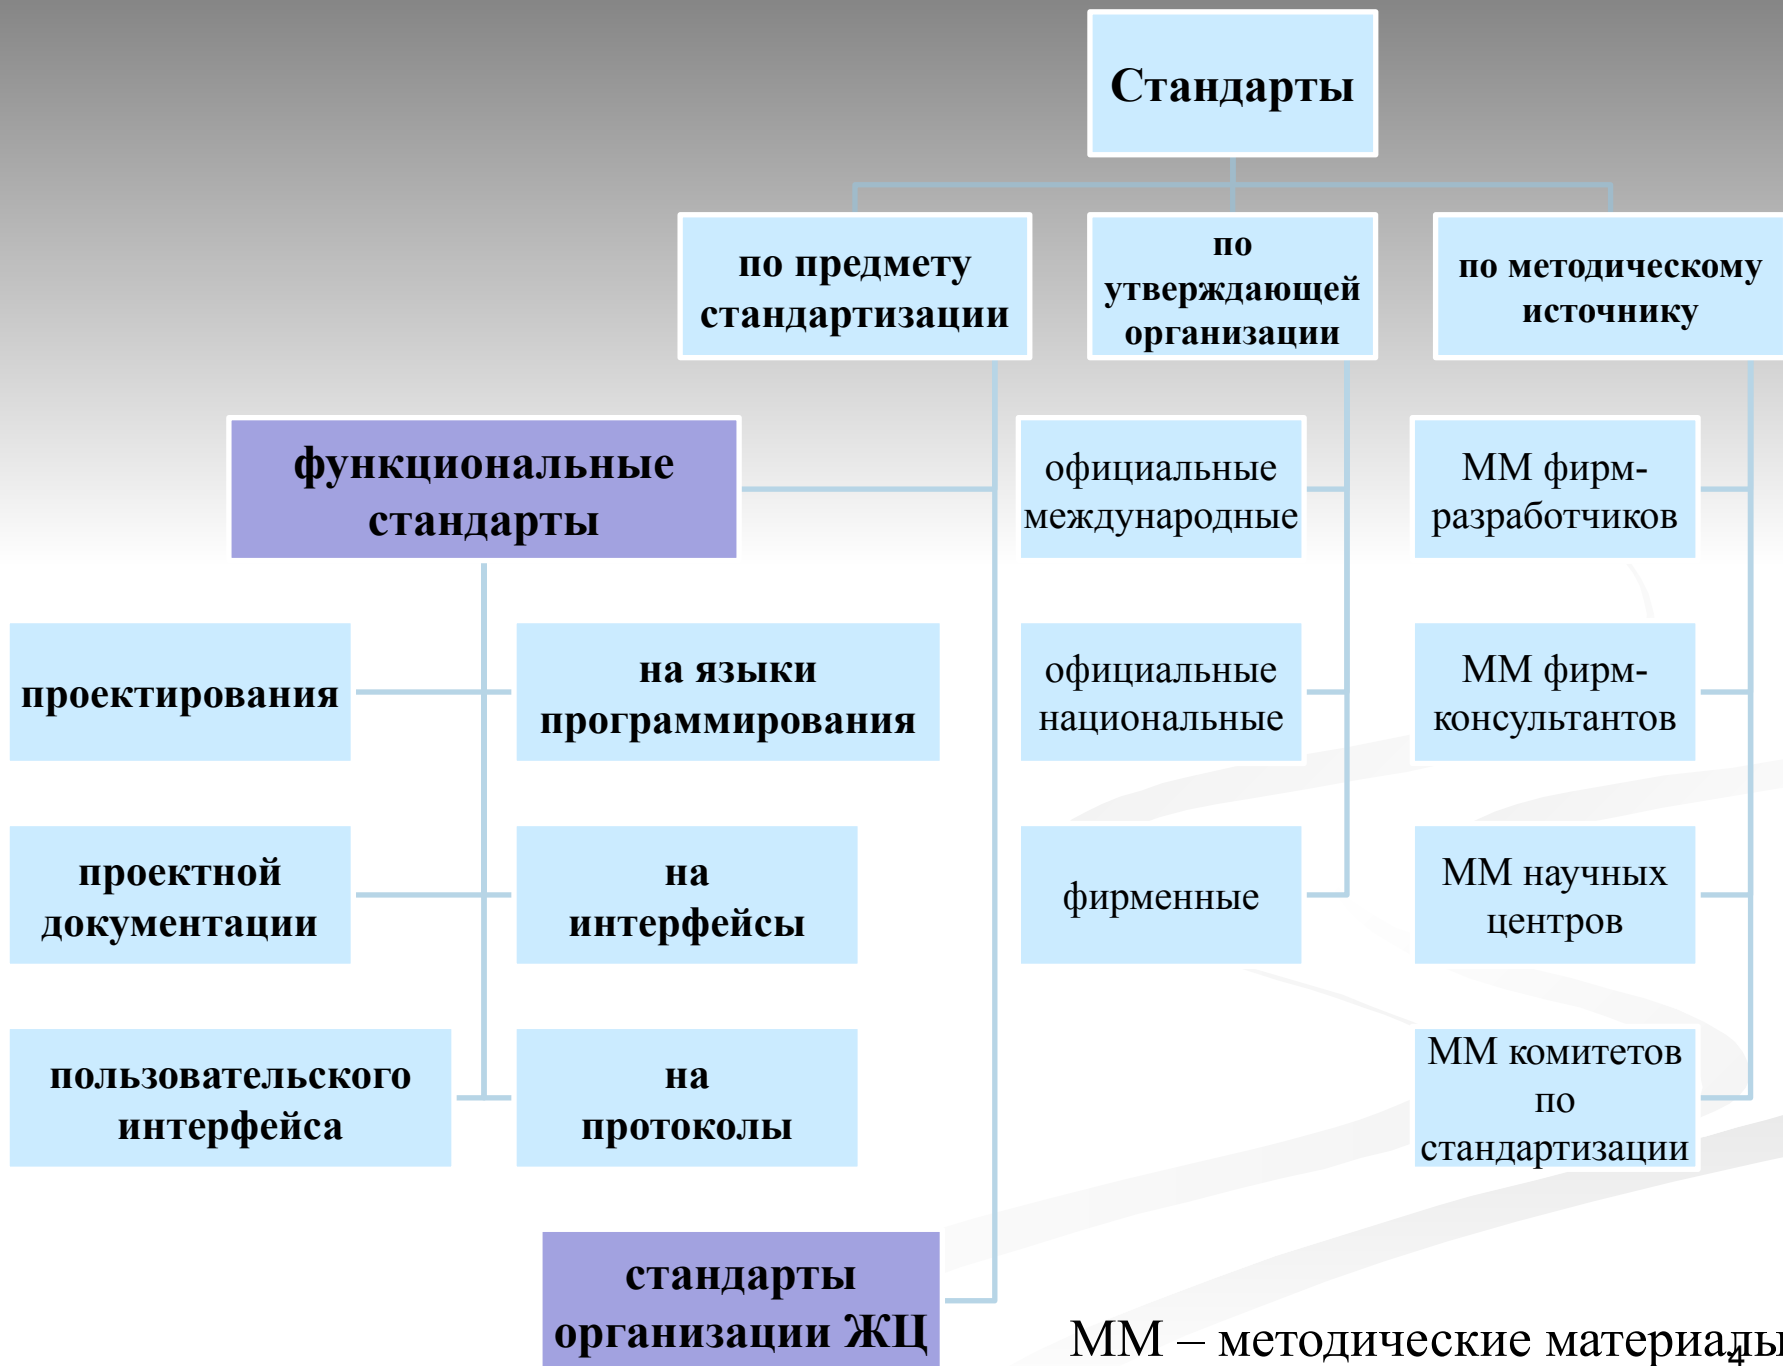 Стандарты
по предмету
стандартизации
по
утверждающей
организации
по методическому
источнику
функциональные
стандарты
официальные
международные
ММ фирм-
разработчиков
проектирования
на языки
программирования
официальные
национальные
ММ фирм-
консультантов
проектной
документации
на
интерфейсы
фирменные
ММ научных
центров
пользовательского
интерфейса
на
протоколы
ММ комитетов
по
стандартизации
стандарты
организации ЖЦ
ММ – методические материалы
4